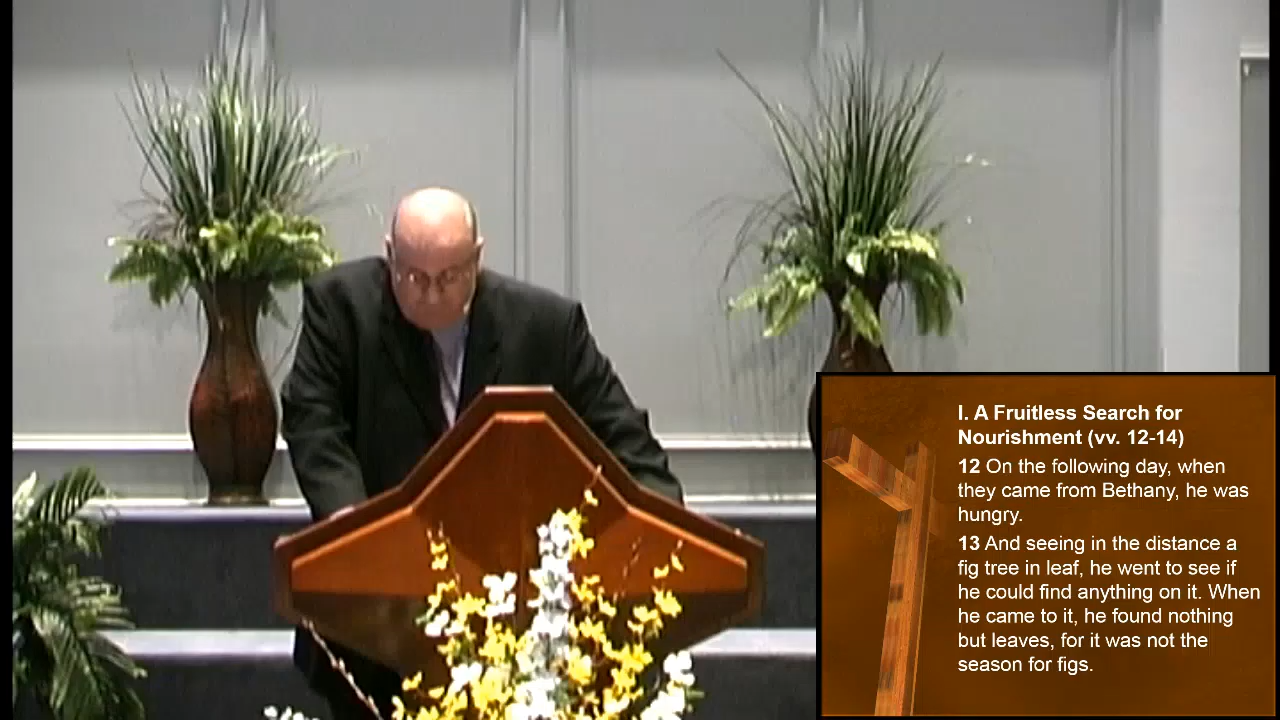 I. A Fruitless Search for
Nourishment (vv. 12-14)
12 On the following day, when
they came from Bethany, he was
hungry.
13 And seeing in the distance a
fig tree in leaf, he went to see if
he could find anything on it. When
he came to it, he found nothing
but leaves, for it was not the
season for figs.